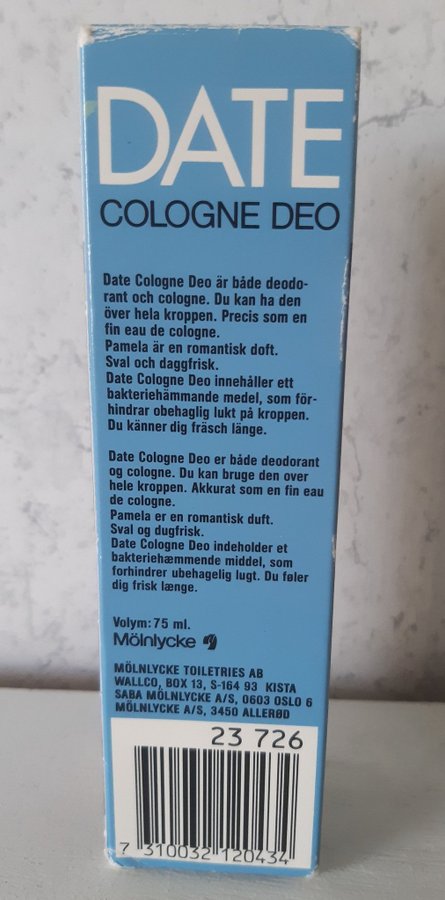 DATE
COLOGNE DEO
Date Cologne Deo är både deodo-
rant och cologne. Du kan ha den
över hela kroppen. Precis som en
fin eau de cologne.
Pamela är en romantisk doft.
Sval och daggfrisk.
Date Cologne Deo innehåller ett
bakteriehämmande medel, som för-
hindrar obehaglig lukt på kroppen.
Du känner dig fräsch länge.
Date Cologne Deo er både deodorant
og cologne. Du kan bruge den over
hele kroppen. Akkurat som en fin eau
de cologne.
Pamela er en romantisk duft.
Sval og dugfrisk.
Date Cologne Deo indeholder et
bakteriehæmmende middel, som
forhindrer ubehagelig lugt. Du føler
dig frisk længe.
Volym: 75 ml.
Mölnlycke
MÖLNLYCKE TOILETRIES AB
WALLCO, BOX 13, S-164 93 KISTA
SABA MÖLNLYCKE A/S, 0603 OSLO 6
MÖLNLYCKE A/S, 3450 ALLERØD
23 726
7 310032 120434